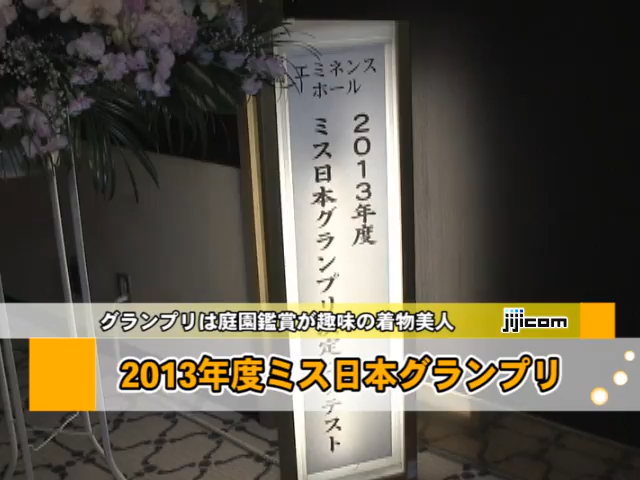 エミネンス
ホール
2013年度
ミス日本グランプリ 定 テスト
グランプリは庭園鑑賞が趣味の着物美人
jijicom
2013年度ミス日本グランプリ